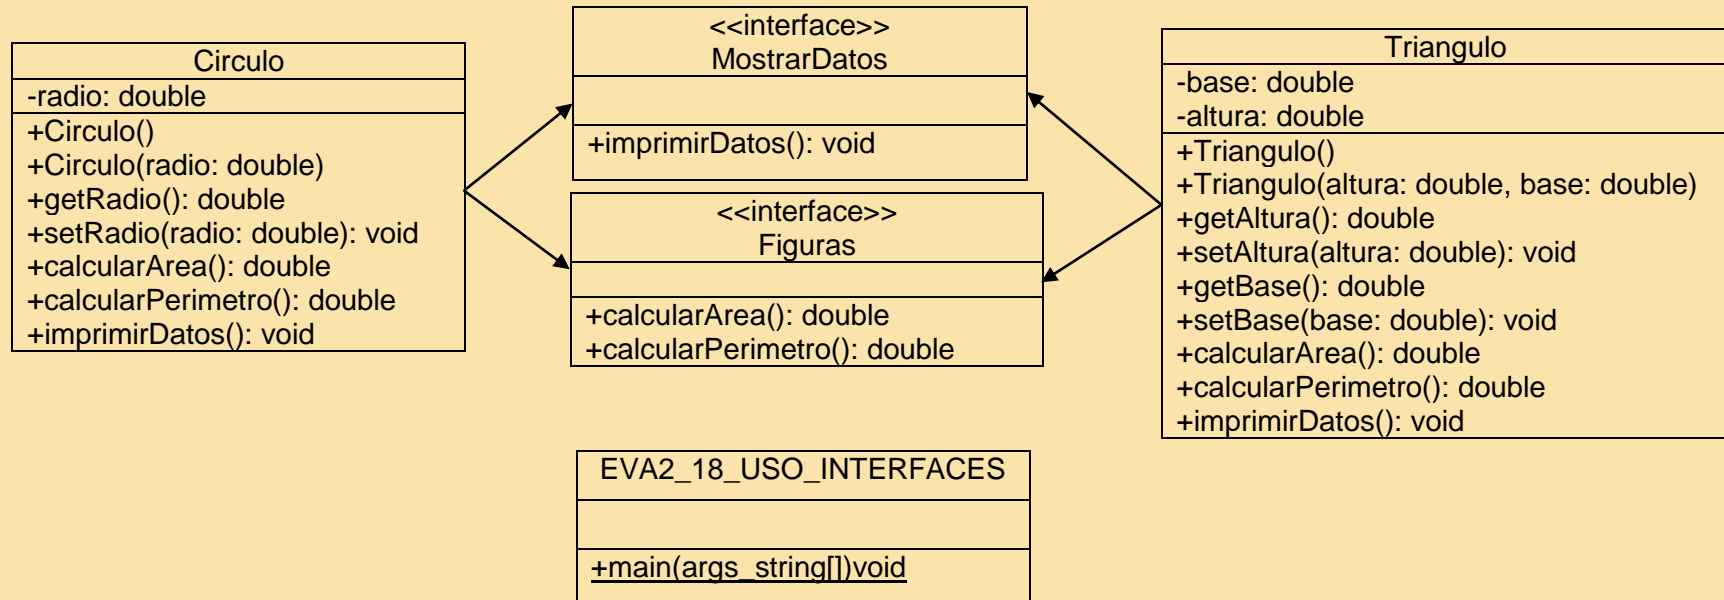 Circulo
-radio: double
+Circulo()
+Circulo(radio: double)
+getRadio(): double
+setRadio(radio: double): void
+calcularArea(): double
+calcularPerimetro(): double
+imprimirDatos(): void
<<interface>>
MostrarDatos
+imprimirDatos(): void
<<interface>>
Figuras
+calcularArea(): double
+calcularPerimetro(): double
Triangulo
-base: double
-altura: double
+Triangulo()
+Triangulo(altura: double, base: double)
+getAltura(): double
+setAltura(altura: double): void
+getBase(): double
+setBase(base: double): void
+calcularArea(): double
+calcularPerimetro(): double
+imprimirDatos(): void
EVA2_18_USO_INTERFACES
+main(args_string[])void